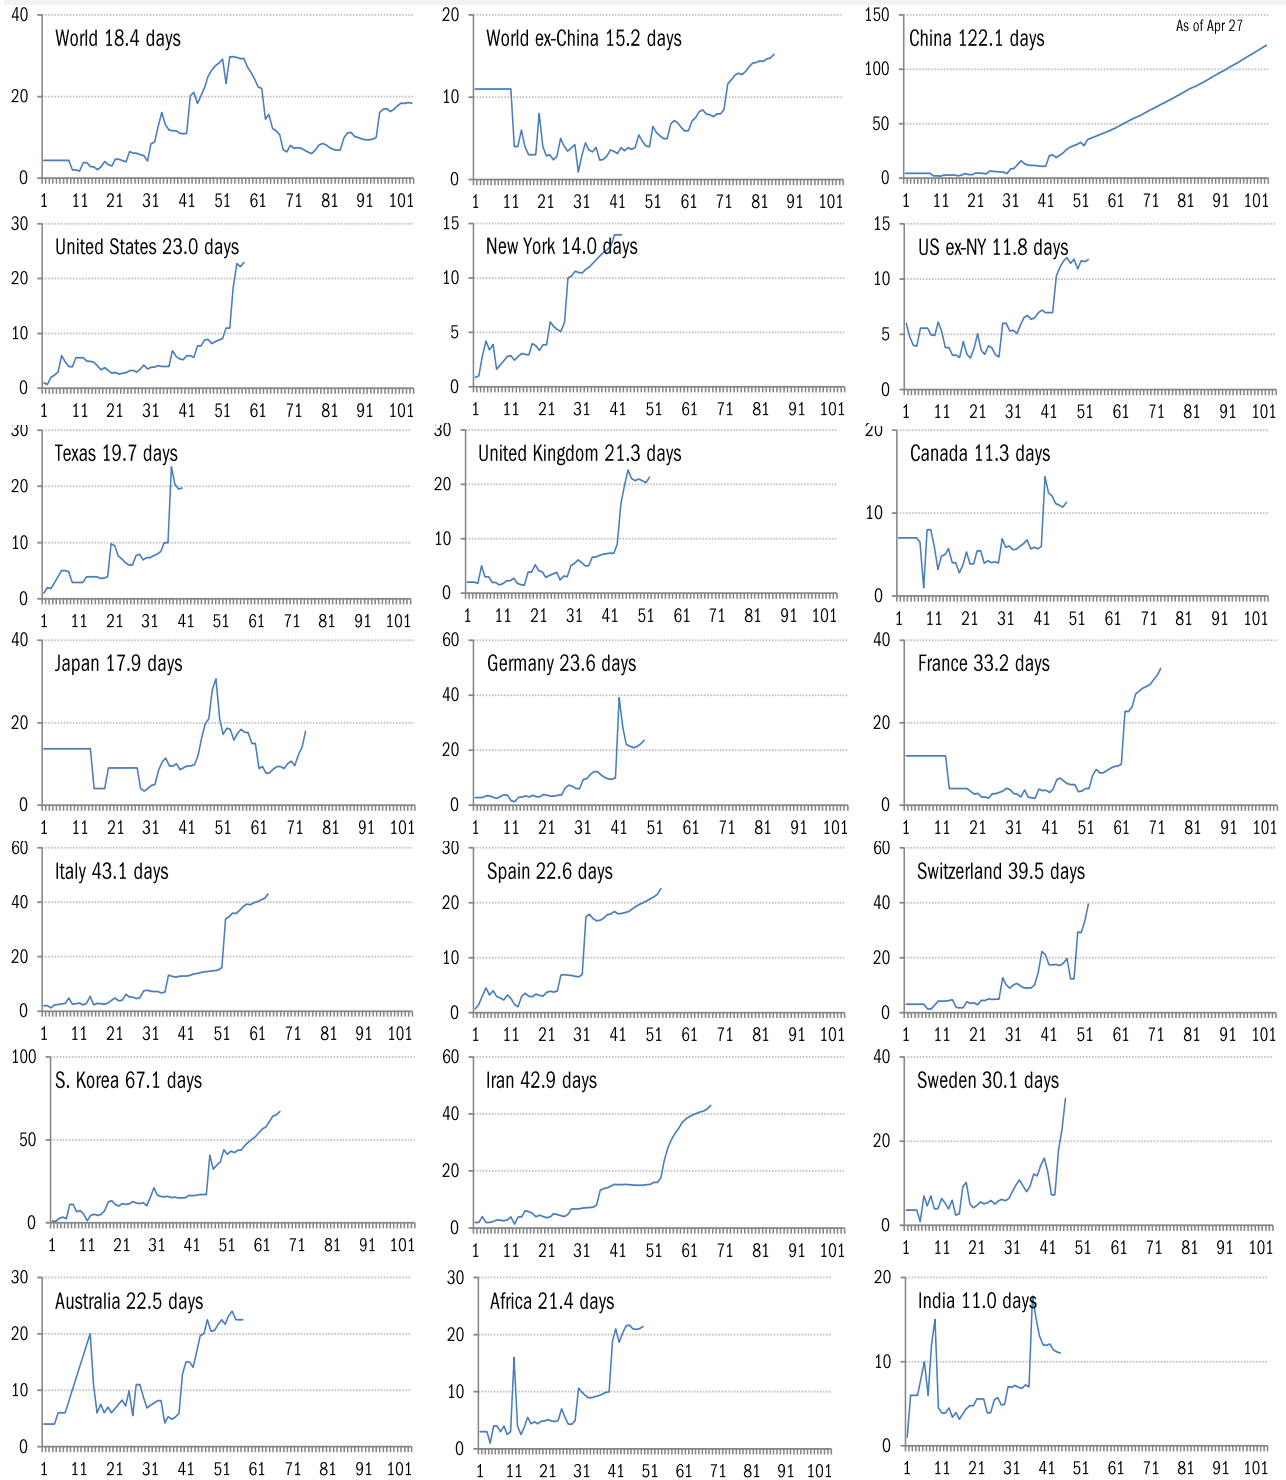 World 18.4 days
40
20
0
1 11 21 31 41 51 61 71 81 91 101
World ex-China 15.2 days
20
10
0
1 11 21 31 41 51 61 71 81 91 101
China 122.1 days
As of Apr 27
150
100
50
0
1 11 21 31 41 51 61 71 81 91 101
United States 23.0 days
30
20
10
0
1 11 21 31 41 51 61 71 81 91 101
New York 14.0 days
15
10
5
0
1 11 21 31 41 51 61 71 81 91 101
US ex-NY 11.8 days
15
10
5
0
1 11 21 31 41 51 61 71 81 91 101
Texas 19.7 days
30
20
10
0
1 11 21 31 41 51 61 71 81 91 101
United Kingdom 21.3 days
30
20
10
0
1 11 21 31 41 51 61 71 81 91 101
Canada 11.3 days
20
10
0
1 11 21 31 41 51 61 71 81 91 101
Japan 17.9 days
40
20
0
1 11 21 31 41 51 61 71 81 91 101
Germany 23.6 days
60
40
20
0
1 11 21 31 41 51 61 71 81 91 101
France 33.2 days
40
20
0
1 11 21 31 41 51 61 71 81 91 101
Italy 43.1 days
60
40
20
0
1 11 21 31 41 51 61 71 81 91 101
Spain 22.6 days
30
20
10
0
1 11 21 31 41 51 61 71 81 91 101
Switzerland 39.5 days
60
40
20
0
1 11 21 31 41 51 61 71 81 91 101
S. Korea 67.1 days
100
50
0
1 11 21 31 41 51 61 71 81 91 101
Iran 42.9 days
60
40
20
0
1 11 21 31 41 51 61 71 81 91 101
Sweden 30.1 days
40
20
0
1 11 21 31 41 51 61 71 81 91 101
Australia 22.5 days
30
20
10
0
1 11 21 31 41 51 61 71 81 91 101
Africa 21.4 days
30
20
10
0
1 11 21 31 41 51 61 71 81 91 101
India 11.0 days
20
10
0
1 11 21 31 41 51 61 71 81 91 101